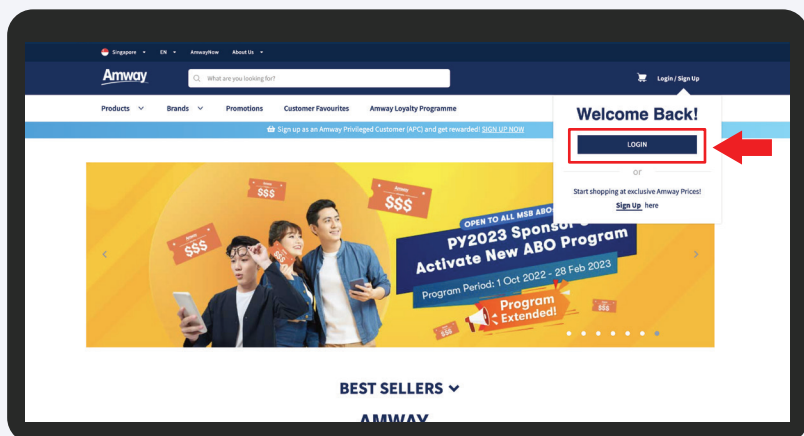 Singapore EN AmwayNow About Us
Amway What are you looking for? Login / Sign Up
Products Brands Promotions Customer Favourites Amway Loyalty Programme
Sign up as an Amway Privileged Customer (APC) and get rewarded! SIGN UP NOW
Welcome Back!
LOGIN
or
Start shopping at exclusive Amway Prices!
Sign Up here
$$$
$$$
$$$
OPEN TO ALL MSB
PY2023 Sponsor
Activate New ABO Program
Program Period: 1 Oct 2022 - 28 Feb 2023
Program
Extended!
$$$
$$$
BEST SELLERS
AMWAY